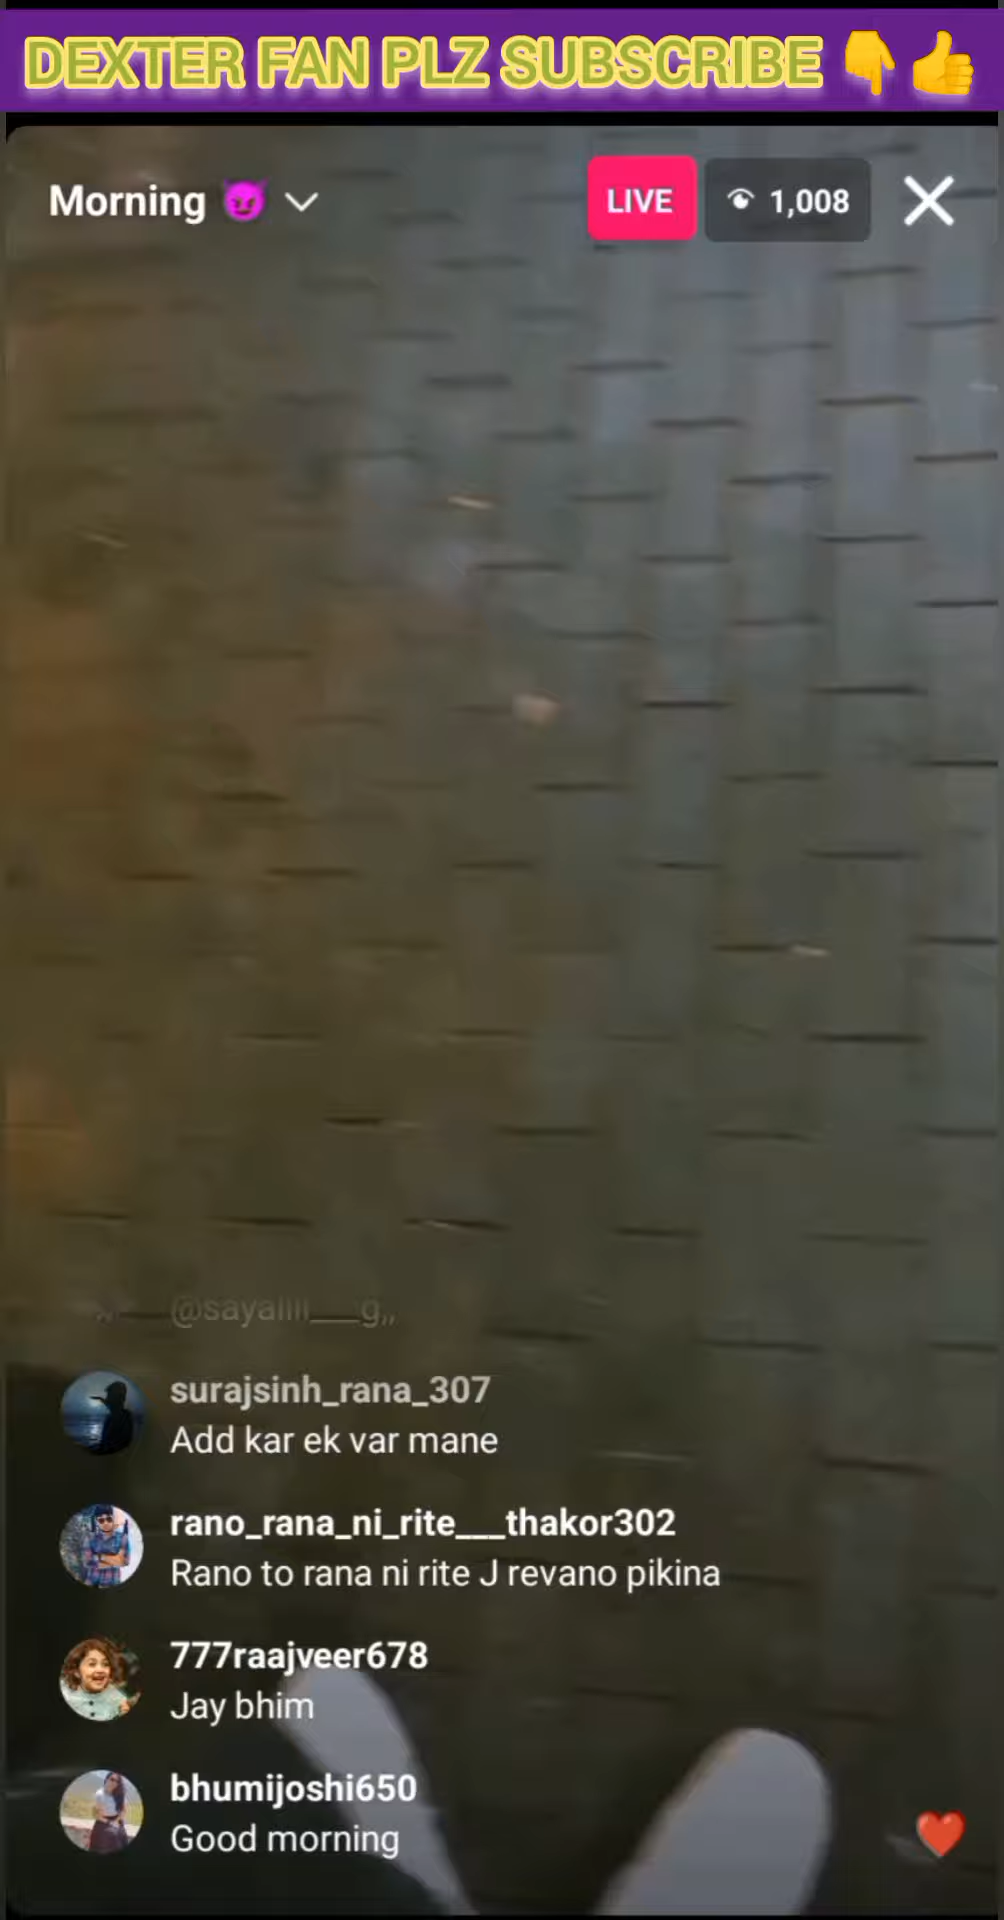 DEXTER FAN PLZ SUBSCRIBE 👇👍
Morning 😈
LIVE
1,008
surajsinh_rana_307
Add kar ek var mane
rano_rana_ni_rite___thakor302
Rano to rana ni rite J revano pikina
777raajveer678
Jay bhim
bhumijoshi650
Good morning